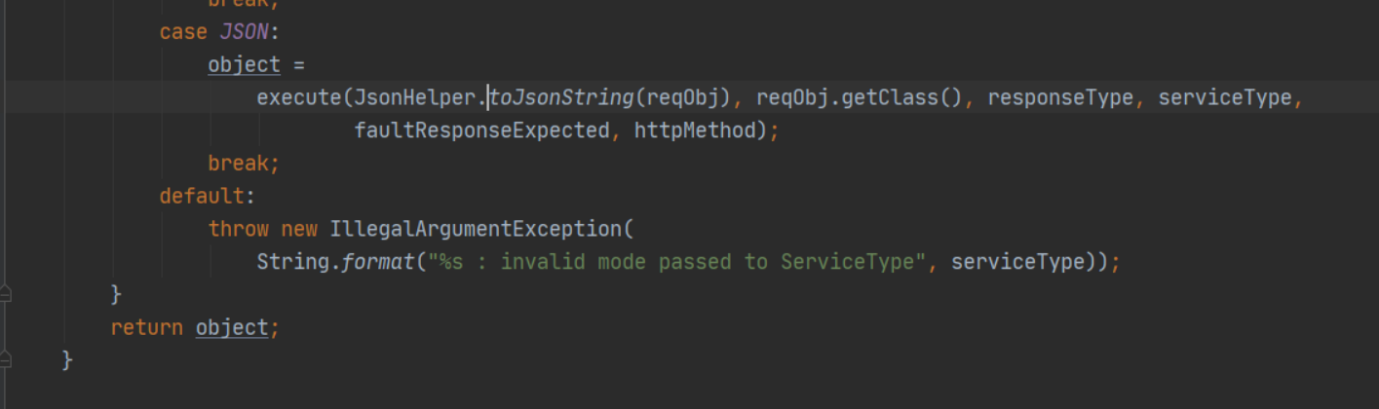 break;
case JSON:
object =
execute(JsonHelper.toJsonString(reqObj), reqObj.getClass(), responseType, serviceType,
faultResponseExpected, httpMethod);
break;
default:
throw new IllegalArgumentException(
String.format("%s : invalid mode passed to ServiceType", serviceType));
}
return object;
}